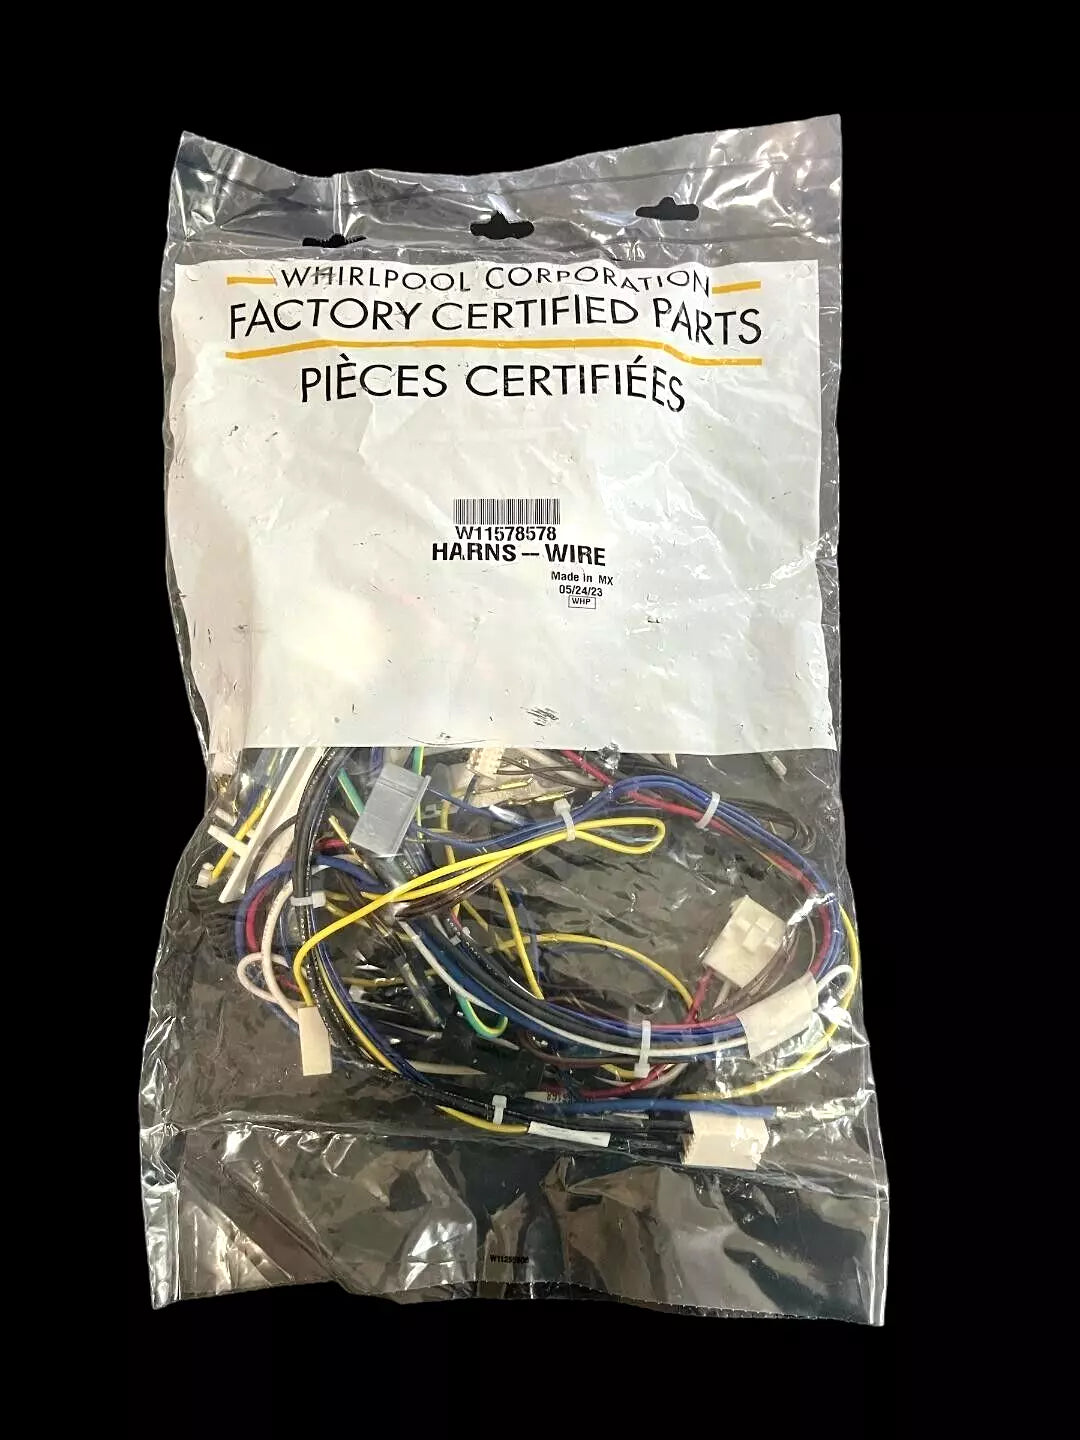 WHIRLPOOL CORPORATION
FACTORY CERTIFIED PARTS
PIÈCES CERTIFIÉES
W11578578
HARNS - WIRE
Made in MX
05/24/23
WHP